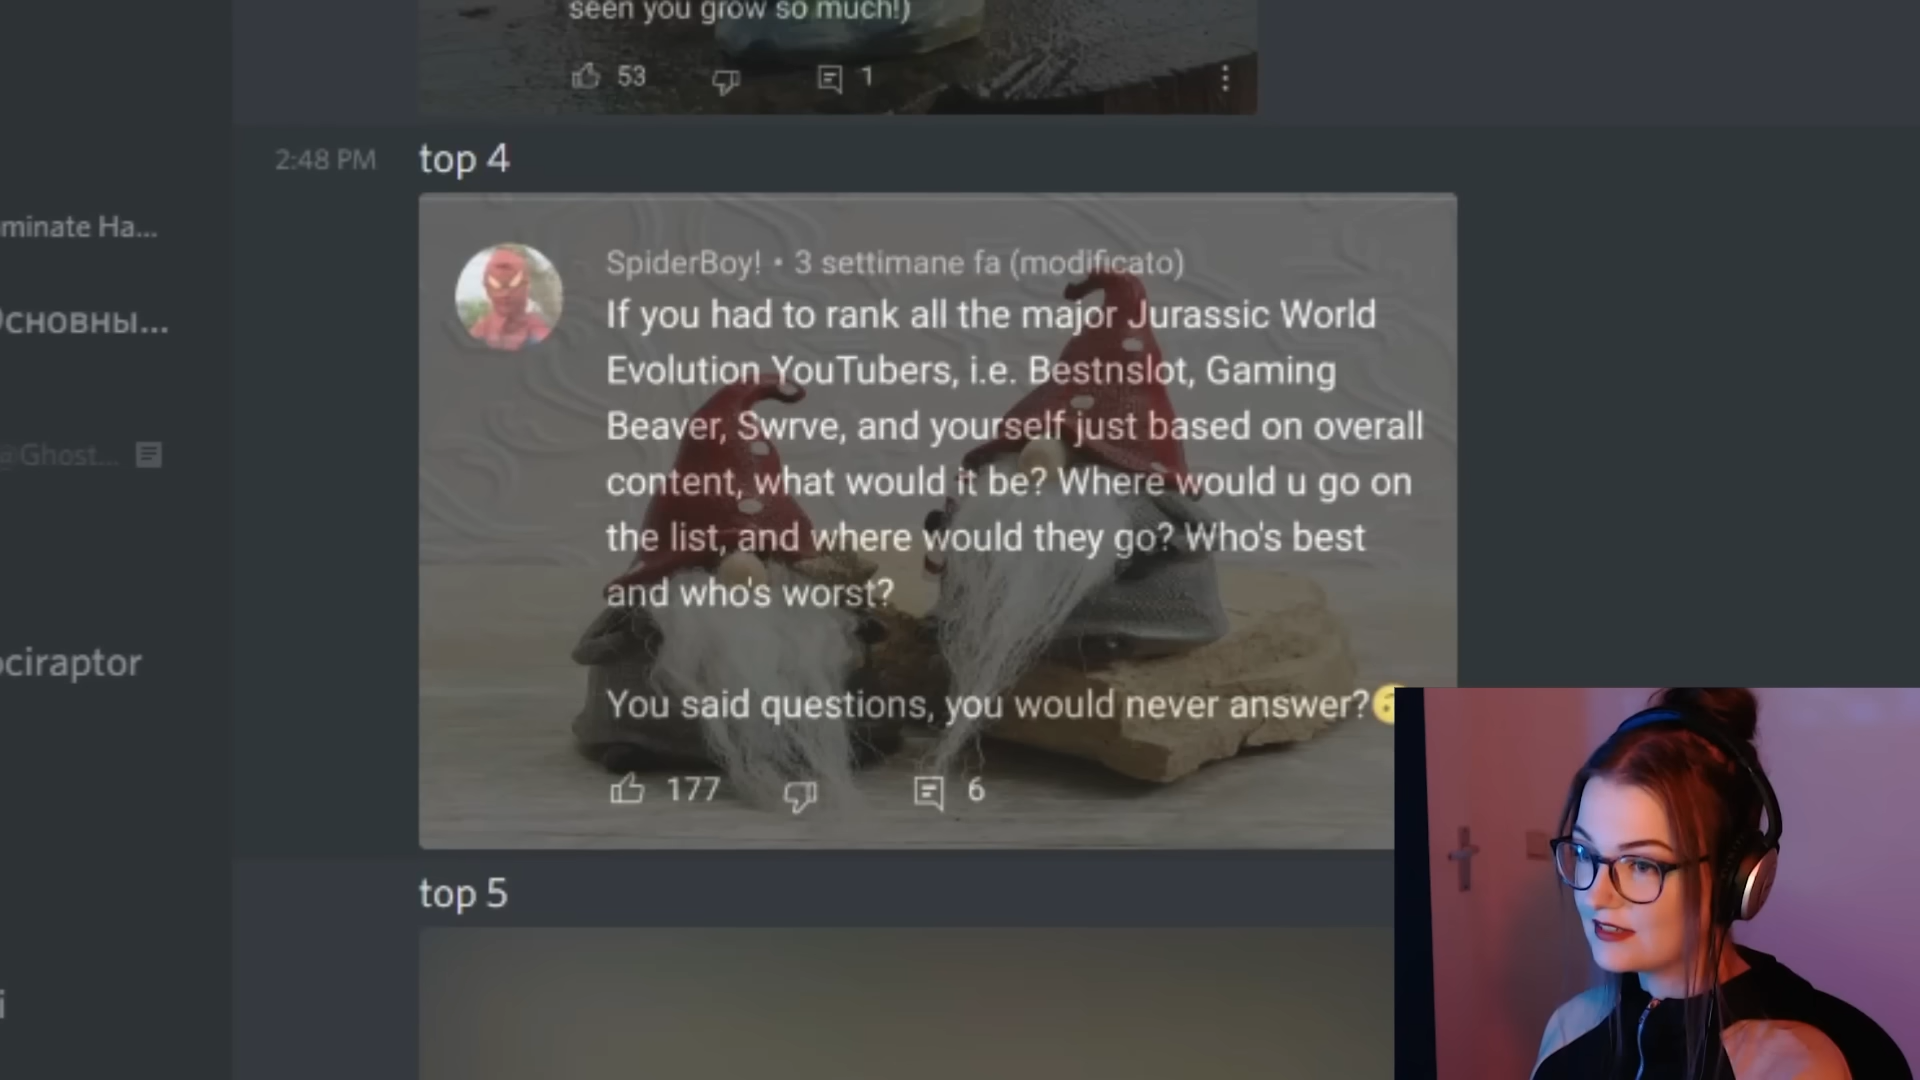 seen you grow so much!)
53 1
2:48 PM top 4
minate Ha...
SpiderBoy! • 3 settimane fa (modificato)
If you had to rank all the major Jurassic World
Evolution YouTubers, i.e. Bestnslot, Gaming
Beaver, Swrve, and yourself just based on overall
content, what would it be? Where would u go on
the list, and where would they go? Who's best
and who's worst?
You said questions, you would never answer?🙃
177 6
Основны...
@Ghost...
ociraptor
top 5
i